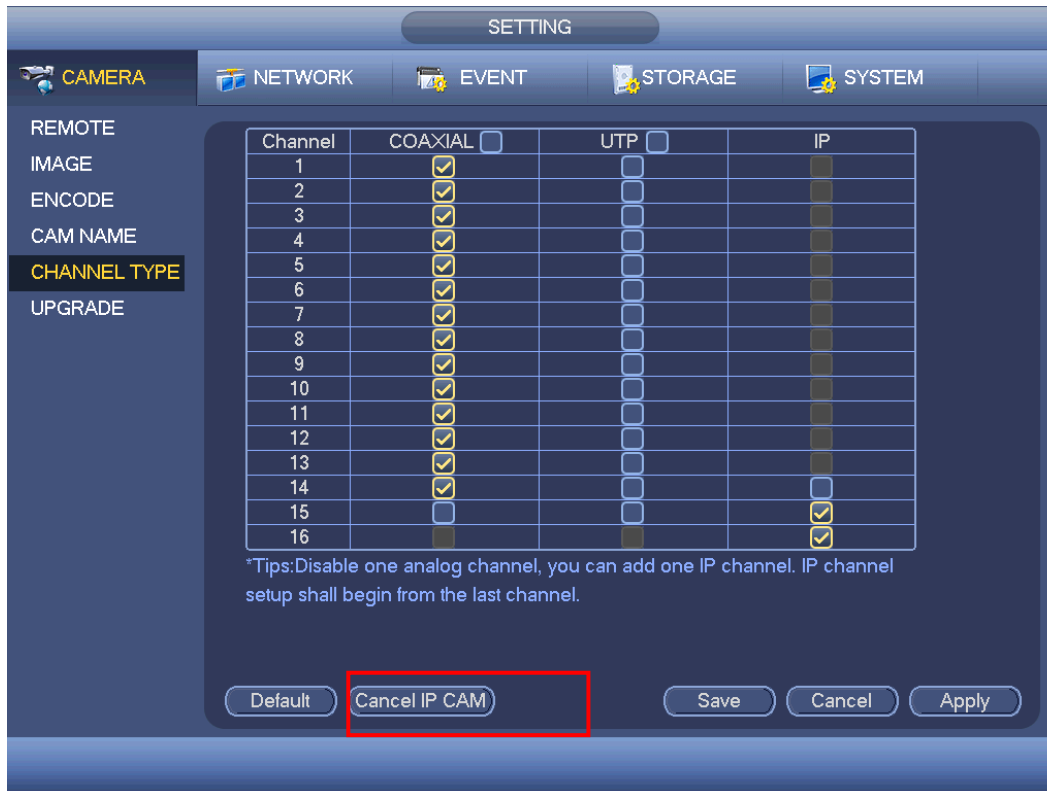 SETTING
CAMERA NETWORK EVENT STORAGE SYSTEM
REMOTE
IMAGE
ENCODE
CAM NAME
CHANNEL TYPE
UPGRADE
Channel COAXIAL UTP IP
1
2
3
4
5
6
7
8
9
10
11
12
13
14
15
16
*Tips:Disable one analog channel, you can add one IP channel. IP channel
setup shall begin from the last channel.
Default Cancel IP CAM Save Cancel Apply